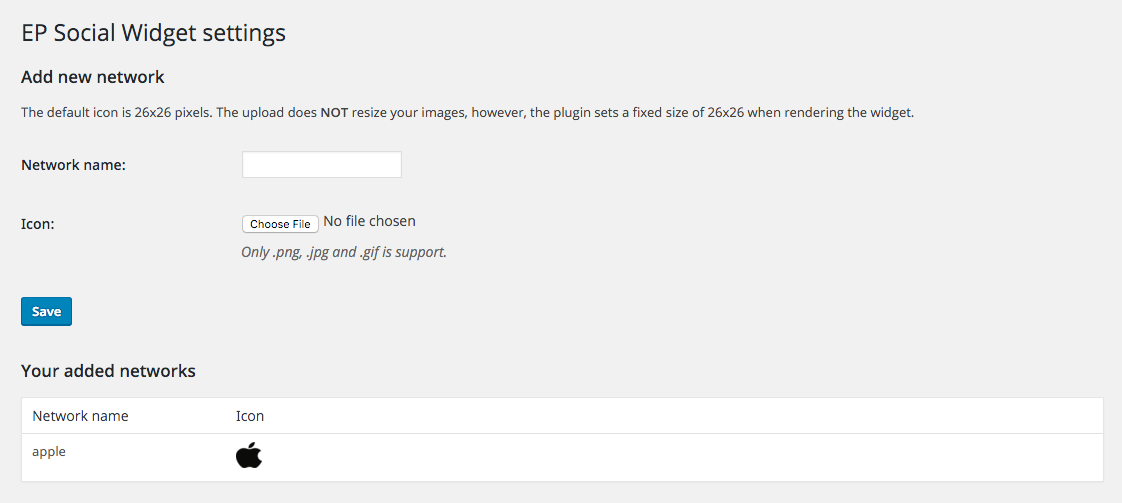 EP Social Widget settings
Add new network
The default icon is 26x26 pixels. The upload does NOT resize your images, however, the plugin sets a fixed size of 26x26 when rendering the widget.
Network name:
Icon:
Choose File No file chosen
Only .png, .jpg and .gif is support.
Save
Your added networks
Network name Icon
apple